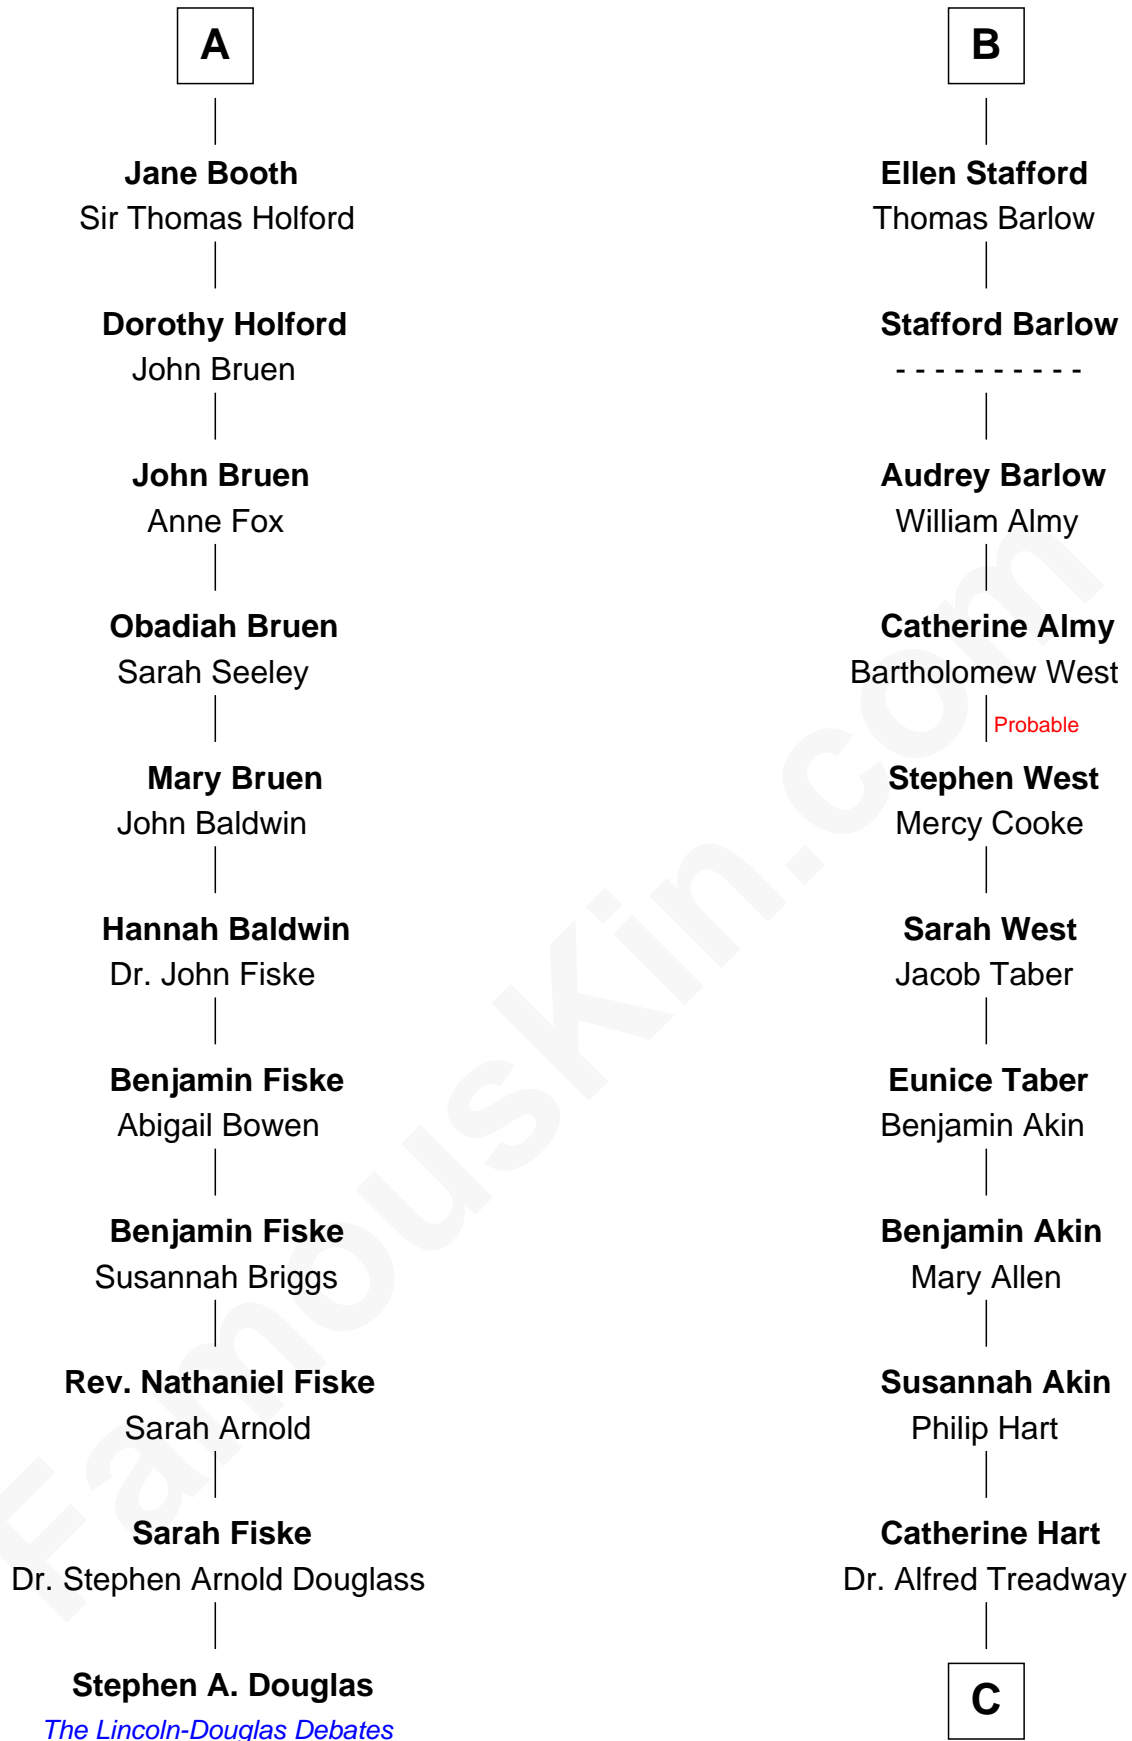 A
Jane Booth
Sir Thomas Holford
Dorothy Holford
John Bruen
John Bruen
Anne Fox
Obadiah Bruen
Sarah Seeley
Mary Bruen
John Baldwin
Hannah Baldwin
Dr. John Fiske
Benjamin Fiske
Abigail Bowen
Benjamin Fiske
Susannah Briggs
Rev. Nathaniel Fiske
Sarah Arnold
Sarah Fiske
Dr. Stephen Arnold Douglass
Stephen A. Douglas
The Lincoln-Douglas Debates
B
Ellen Stafford
Thomas Barlow
Stafford Barlow
- - - - - - - - - -
Audrey Barlow
William Almy
Catherine Almy
Bartholomew West
Probable
Stephen West
Mercy Cooke
Sarah West
Jacob Taber
Eunice Taber
Benjamin Akin
Benjamin Akin
Mary Allen
Susannah Akin
Philip Hart
Catherine Hart
Dr. Alfred Treadway
C
FamousKin.com